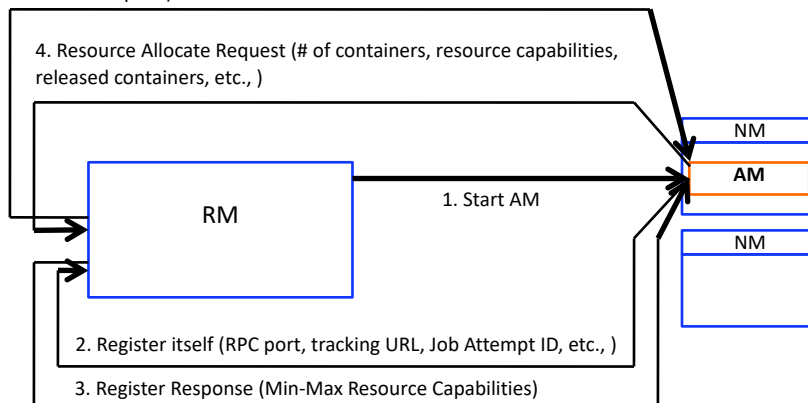 4. Resource Allocate Request (# of containers, resource capabilities,
released containers, etc., )
NM
AM
RM
1. Start AM
NM
2. Register itself (RPC port, tracking URL, Job Attempt ID, etc., )
3. Register Response (Min-Max Resource Capabilities)